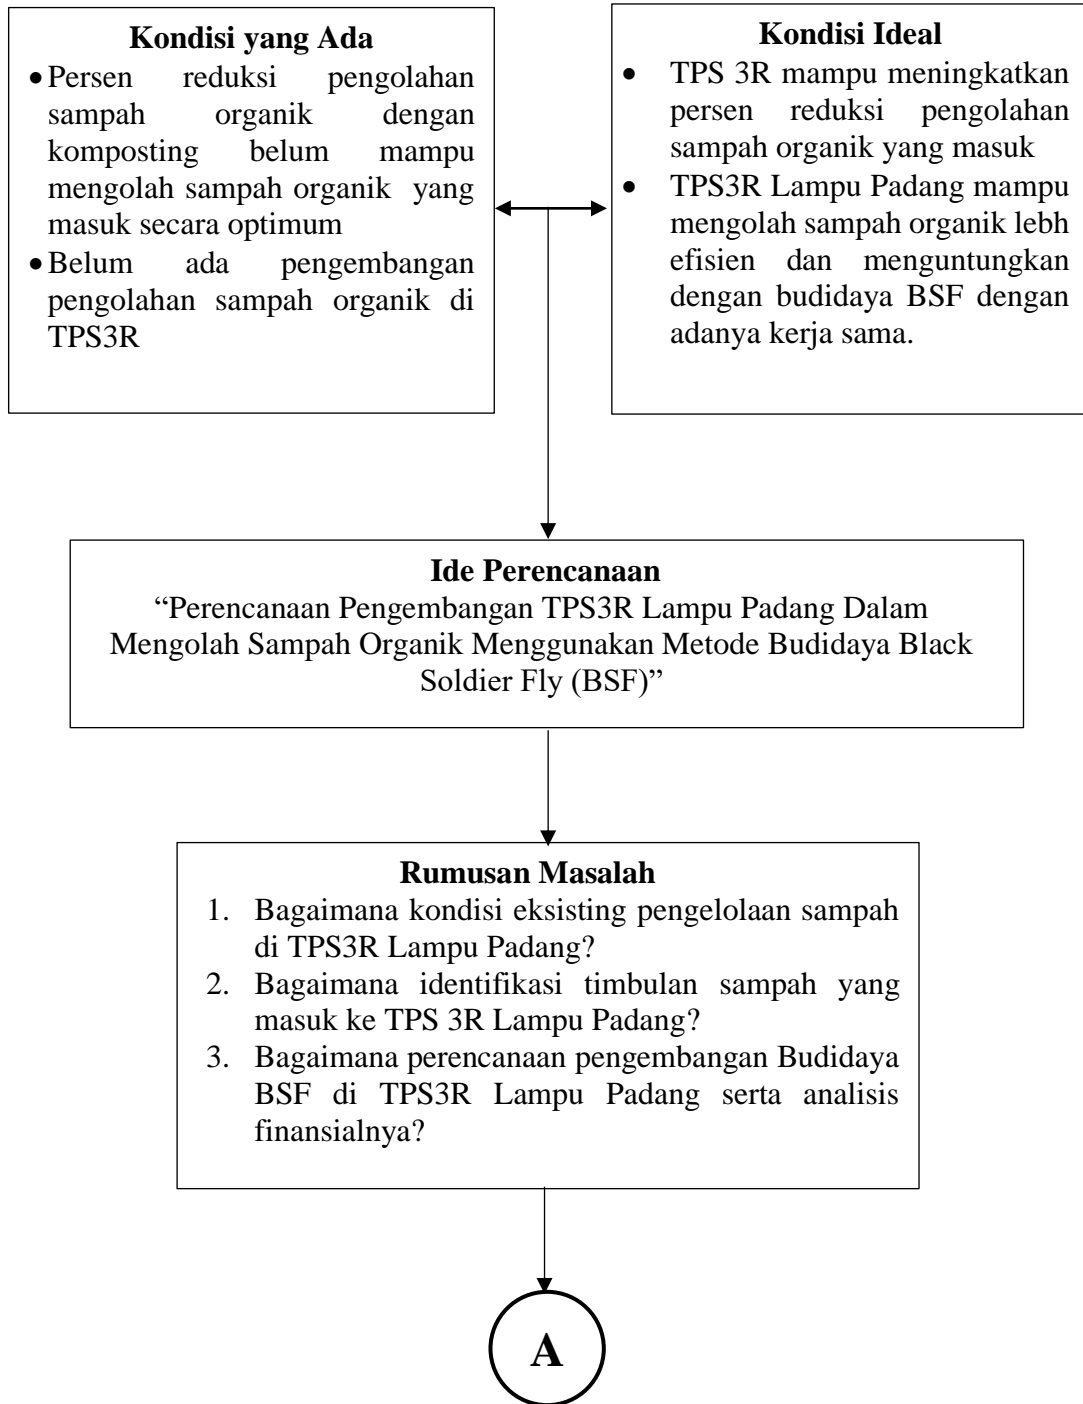 Kondisi yang Ada
• Persen reduksi pengolahan
sampah organik dengan
komposting belum mampu
mengolah sampah organik yang
masuk secara optimum
• Belum ada pengembangan
pengolahan sampah organik di
TPS3R
Kondisi Ideal
• TPS 3R mampu meningkatkan
persen reduksi pengolahan
sampah organik yang masuk
• TPS3R Lampu Padang mampu
mengolah sampah organik lebh
efisien dan menguntungkan
dengan budidaya BSF dengan
adanya kerja sama.
Ide Perencanaan
“Perencanaan Pengembangan TPS3R Lampu Padang Dalam
Mengolah Sampah Organik Menggunakan Metode Budidaya Black
Soldier Fly (BSF)”
Rumusan Masalah
1. Bagaimana kondisi eksisting pengelolaan sampah
di TPS3R Lampu Padang?
2. Bagaimana identifikasi timbulan sampah yang
masuk ke TPS 3R Lampu Padang?
3. Bagaimana perencanaan pengembangan Budidaya
BSF di TPS3R Lampu Padang serta analisis
finansialnya?
A